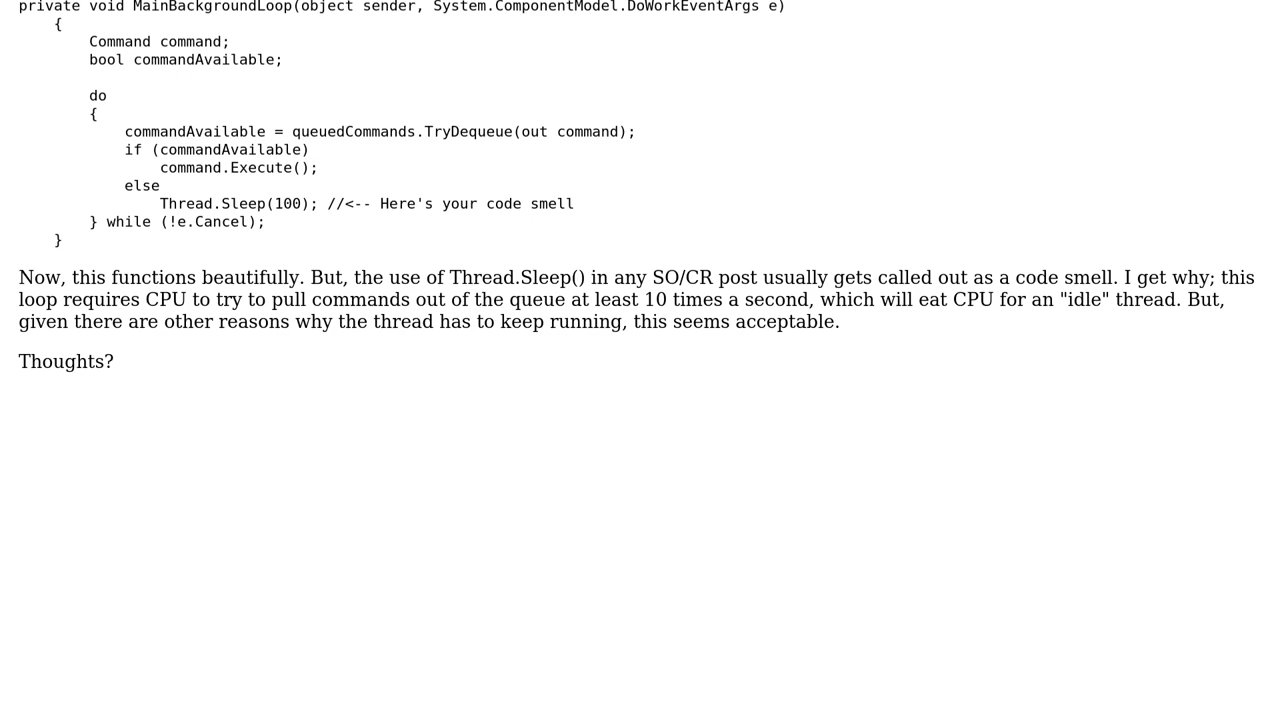 private void MainBackgroundLoop(object sender, System.ComponentModel.DoWorkEventArgs e)
{
Command command;
bool commandAvailable;
do
{
commandAvailable = queuedCommands.TryDequeue(out command);
if (commandAvailable)
command.Execute();
else
Thread.Sleep(100); //<-- Here's your code smell
} while (!e.Cancel);
}
Now, this functions beautifully. But, the use of Thread.Sleep() in any SO/CR post usually gets called out as a code smell. I get why; this
loop requires CPU to try to pull commands out of the queue at least 10 times a second, which will eat CPU for an "idle" thread. But,
given there are other reasons why the thread has to keep running, this seems acceptable.
Thoughts?